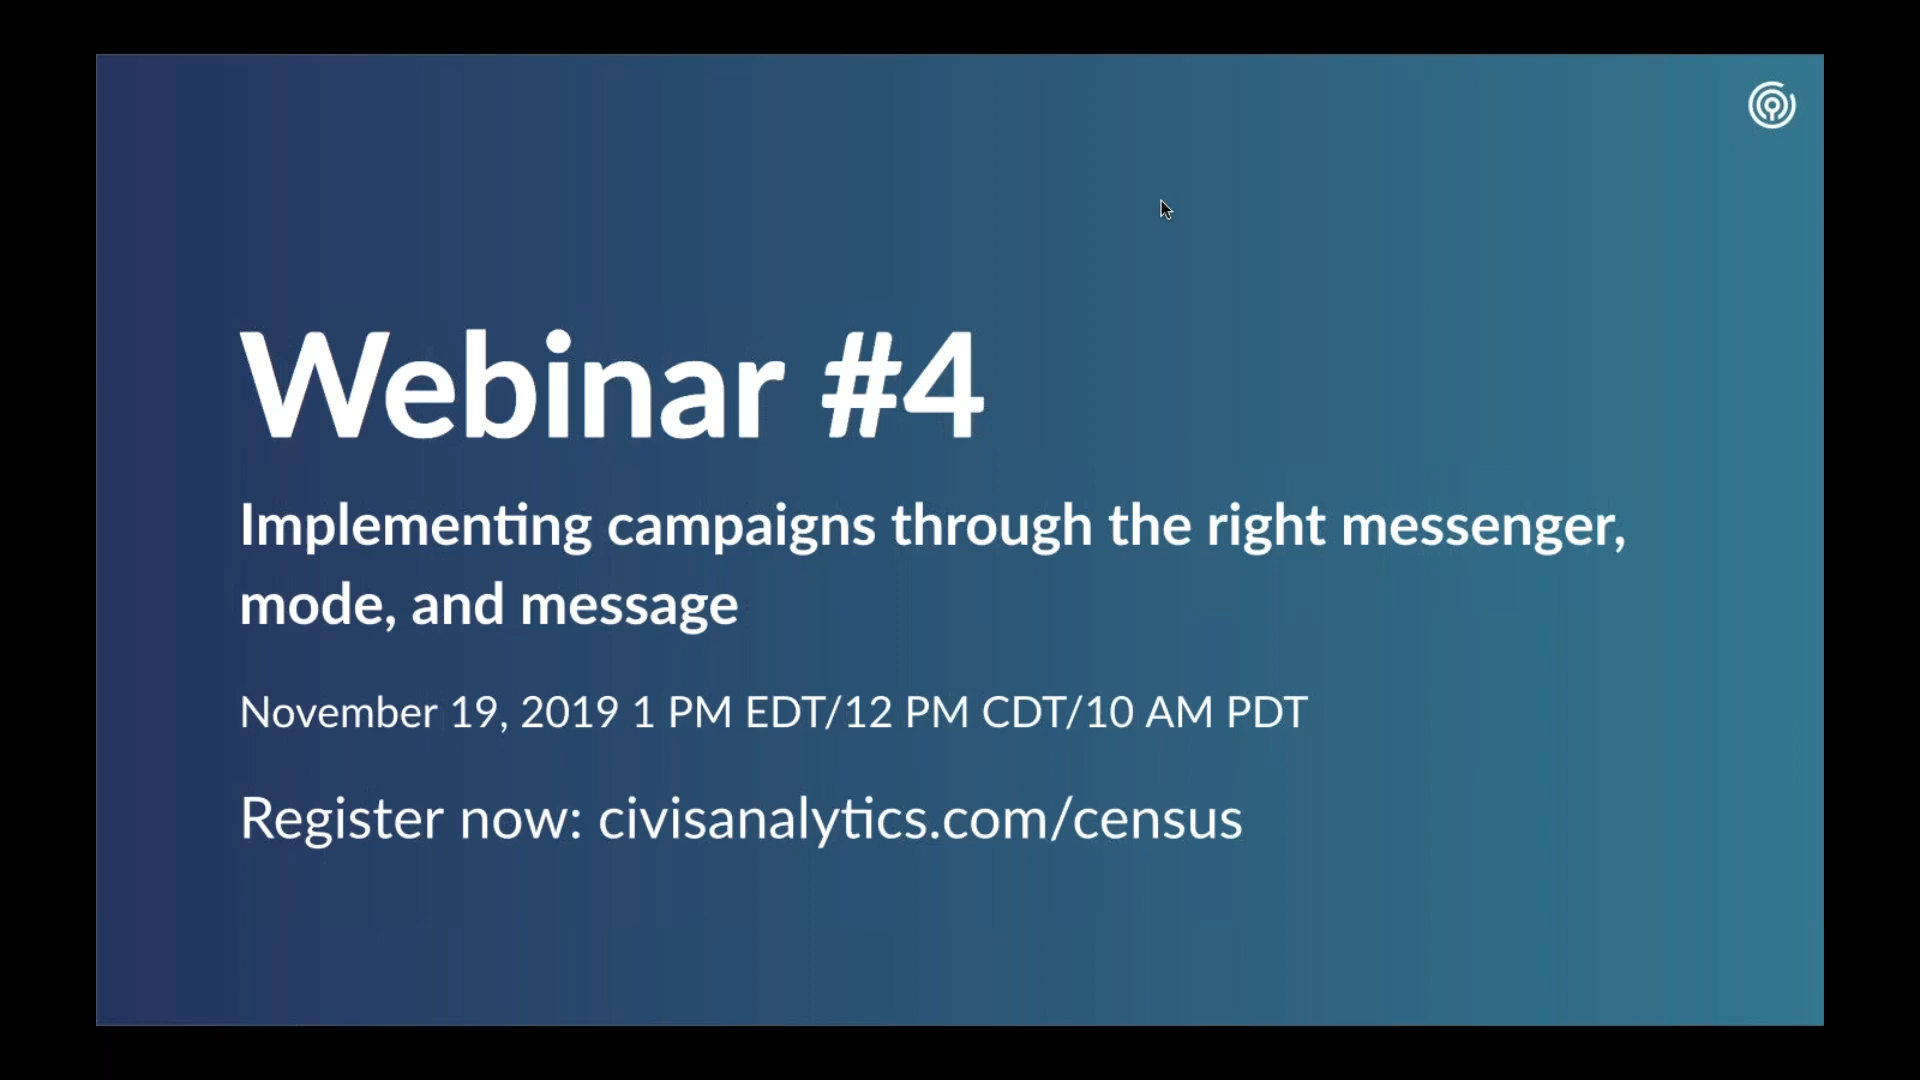 Webinar #4
Implementing campaigns through the right messenger,
mode, and message
November 19, 2019 1 PM EDT/12 PM CDT/10 AM PDT
Register now: civisanalytics.com/census